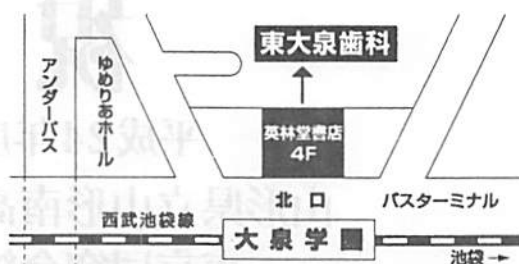 東大泉歯科
アンダーパス
ゆめりあホール
英林堂書店
4F
北口
バスターミナル
西武池袋線
大泉学園
池袋→